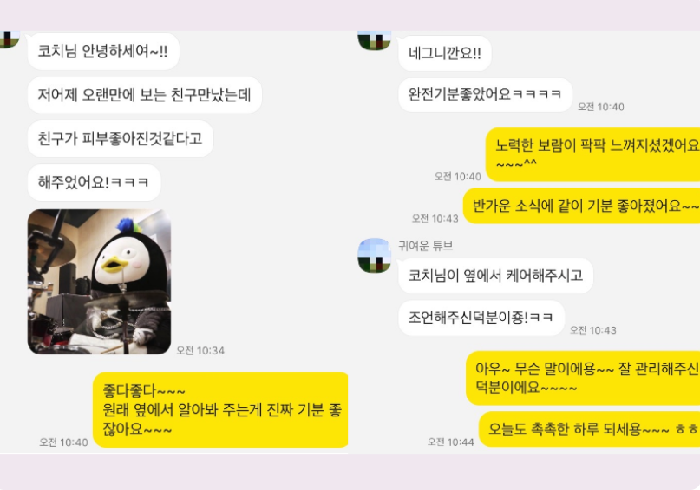 코치님 안녕하세여~!!
저어제 오랜만에 보는 친구만났는데
친구가 피부좋아진것같다고
해주었어요!ㅋㅋㅋ
오전 10:34
좋다좋다~~~
원래 옆에서 알아봐 주는게 진짜 기분 좋
잖아요~~~
오전 10:40
네그니깐요!!
완전기분좋았어요ㅋㅋㅋㅋ
오전 10:40
노력한 보람이 팍팍 느껴지셨겠어요
~~~^^
오전 10:40
반가운 소식에 같이 기분 좋아졌어요~~
오전 10:43
귀여운 튜브
코치님이 옆에서 케어해주시고
조언해주신덕분이죵!ㅋㅋ
오전 10:43
아우~ 무슨 말이에용~~ 잘 관리해주신
덕분이에요~~~~
오전 10:44
오늘도 촉촉한 하루 되세용~~~ ㅎㅎ